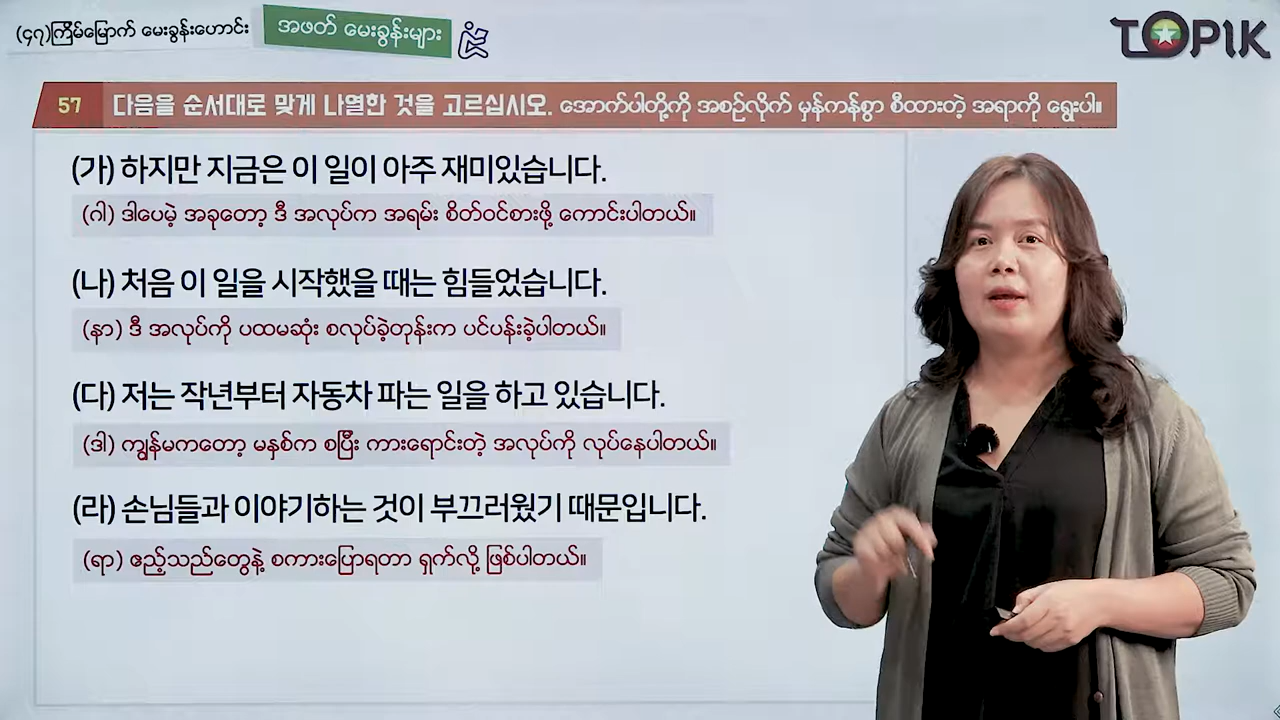 (၄၇)ကြိမ်မြောက် မေးခွန်းဟောင်း
အဖတ် မေးခွန်းများ
TOPIK
57 다음을 순서대로 맞게 나열한 것을 고르십시오. အောက်ပါတို့ကို အစဉ်လိုက် မှန်ကန်စွာ စီထားတဲ့ အရာကို ရွေးပါ။
(가) 하지만 지금은 이 일이 아주 재미있습니다.
(ဂါ) ဒါပေမဲ့ အခုတော့ ဒီ အလုပ်က အရမ်း စိတ်ဝင်စားဖို့ ကောင်းပါတယ်။
(나) 처음 이 일을 시작했을 때는 힘들었습니다.
(နာ) ဒီ အလုပ်ကို ပထမဆုံး စလုပ်ခဲ့တုန်းက ပင်ပန်းခဲ့ပါတယ်။
(다) 저는 작년부터 자동차 파는 일을 하고 있습니다.
(ဒါ) ကျွန်မကတော့ မနှစ်က စပြီး ကားရောင်းတဲ့ အလုပ်ကို လုပ်နေပါတယ်။
(라) 손님들과 이야기하는 것이 부끄러웠기 때문입니다.
(ရာ) ဧည့်သည်တွေနဲ့ စကားပြောရတာ ရှက်လို့ ဖြစ်ပါတယ်။